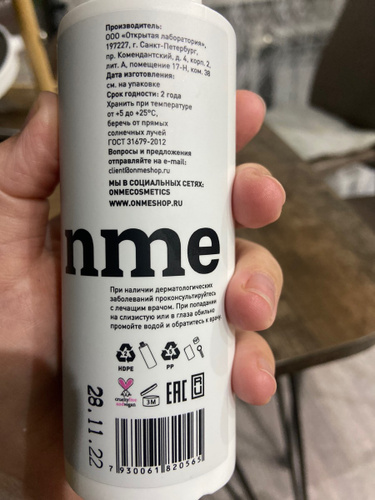 Производитель:
ООО «Открытая лаборатория»,
197227, г. Санкт-Петербург,
пр. Комендантский, д. 4, корп. 2,
лит. А, помещение 17-Н, ком. 38
Дата изготовления:
см. на упаковке
Срок годности: 2 года
Хранить при температуре
от +5 до +25°C,
беречь от прямых
солнечных лучей
ГОСТ 31679-2012
Вопросы и предложения
отправляйте на e-mail:
client@onmeshop.ru
МЫ В СОЦИАЛЬНЫХ СЕТЯХ:
ONMECOSMETICS
WWW.ONMESHOP.RU
nme
При наличии дерматологических
заболеваний проконсультируйтесь
с лечащим врачом. При попадании
на слизистую или в глаза обильно
промойте водой и обратитесь к врачу
2
HDPE
PP
crueltyfree
and vegan
3M
EAC
28.11.22
7 930061 820565